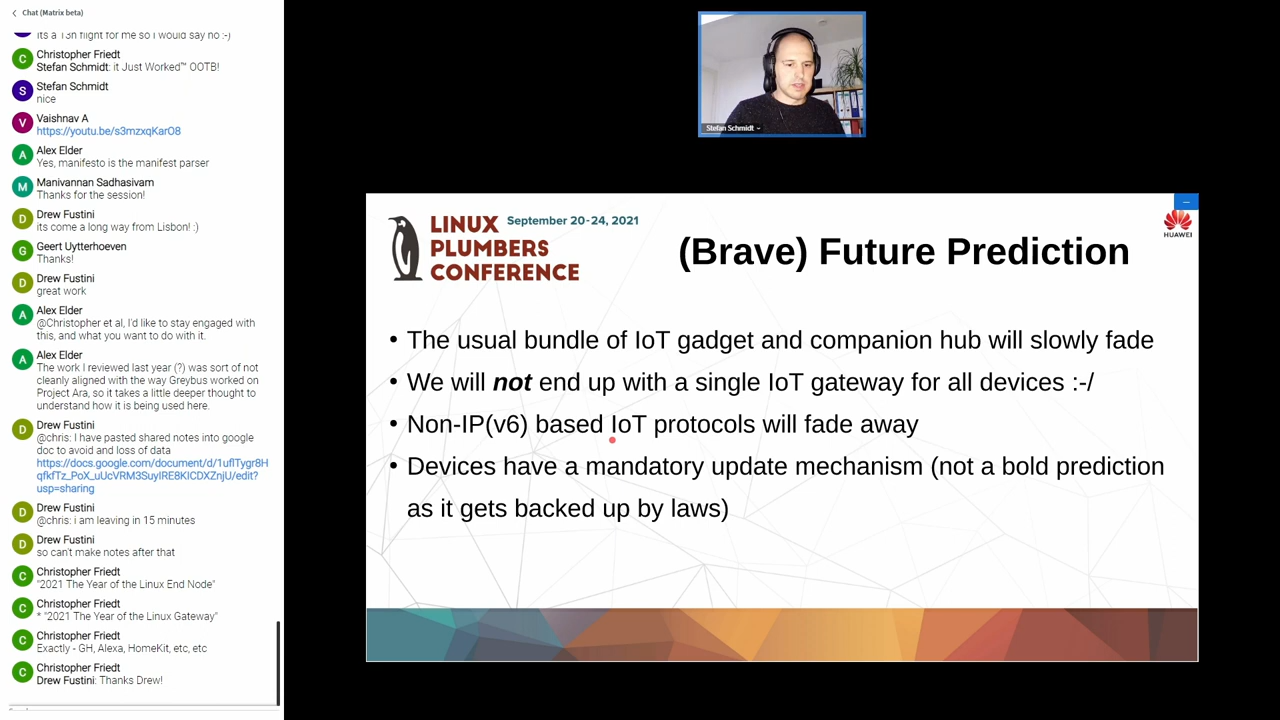 Chat (Matrix beta)
its a 13h flight for me so i would say no :-)
Christopher Friedt
Stefan Schmidt: it Just Worked™ OOTB!
Stefan Schmidt
nice
Vaishnav A
https://youtu.be/s3mzxqKarO8
Alex Elder
Yes, manifesto is the manifest parser
Manivannan Sadhasivam
Thanks for the session!
Drew Fustini
its come a long way from Lisbon! :)
Geert Uytterhoeven
Thanks!
Drew Fustini
great work
Alex Elder
@Christopher et al, I'd like to stay engaged with
this, and what you want to do with it.
Alex Elder
The work I reviewed last year (?) was sort of not
cleanly aligned with the way Greybus worked on
Project Ara, so it takes a little deeper thought to
understand how it is being used here.
Drew Fustini
@chris: I have pasted shared notes into google
doc to avoid and loss of data
https://docs.google.com/document/d/1uflTygr8H
qfkfTz_PoX_uUcVRM3SuyIRE8KICDXZnjU/edit?
usp=sharing
Drew Fustini
@chris: i am leaving in 15 minutes
Drew Fustini
so can't make notes after that
Christopher Friedt
"2021 The Year of the Linux End Node"
Christopher Friedt
* "2021 The Year of the Linux Gateway"
Christopher Friedt
Exactly - GH, Alexa, HomeKit, etc, etc
Christopher Friedt
Drew Fustini: Thanks Drew!
C
S
V
A
M
D
G
D
A
A
D
D
D
C
C
C
C
Stefan Schmidt
LINUX
PLUMBERS
CONFERENCE
September 20-24, 2021
HUAWEI
(Brave) Future Prediction
• The usual bundle of IoT gadget and companion hub will slowly fade
• We will not end up with a single IoT gateway for all devices :-/
• Non-IP(v6) based IoT protocols will fade away
• Devices have a mandatory update mechanism (not a bold prediction
as it gets backed up by laws)